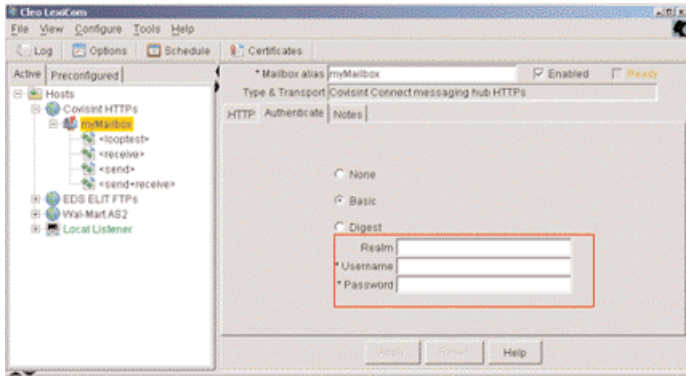 Cleo LexiCom
File View Configure Tools Help
Log Options Schedule Certificates
Active Preconfigured
Hosts
Covisint HTTPs
myMailbox
<looptest>
<receive>
<send>
<send+receive>
EDS ELIT FTPs
Wal-Mart AS2
Local Listener
* Mailbox alias myMailbox Enabled Ready
Type & Transport Covisint Connect messaging hub HTTPs
HTTP Authenticate Notes
None
Basic
Digest
Realm
* Username
* Password
Apply Reset Help